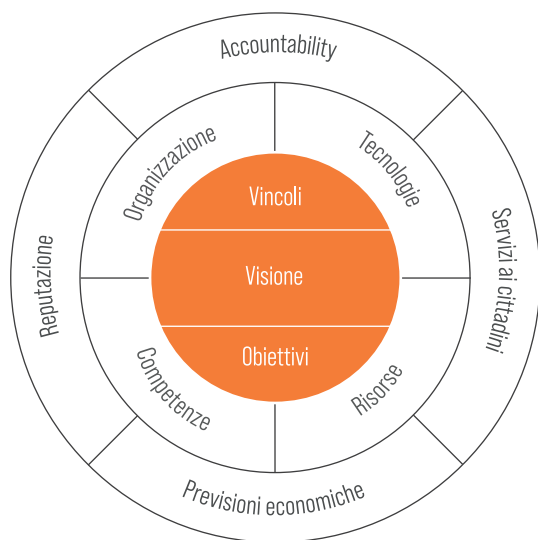 Accountability
Organizzazione
Tecnologie
Vincoli
Reputazione
Visione
Servizi ai cittadini
Obiettivi
Competenze
Risorse
Previsioni economiche